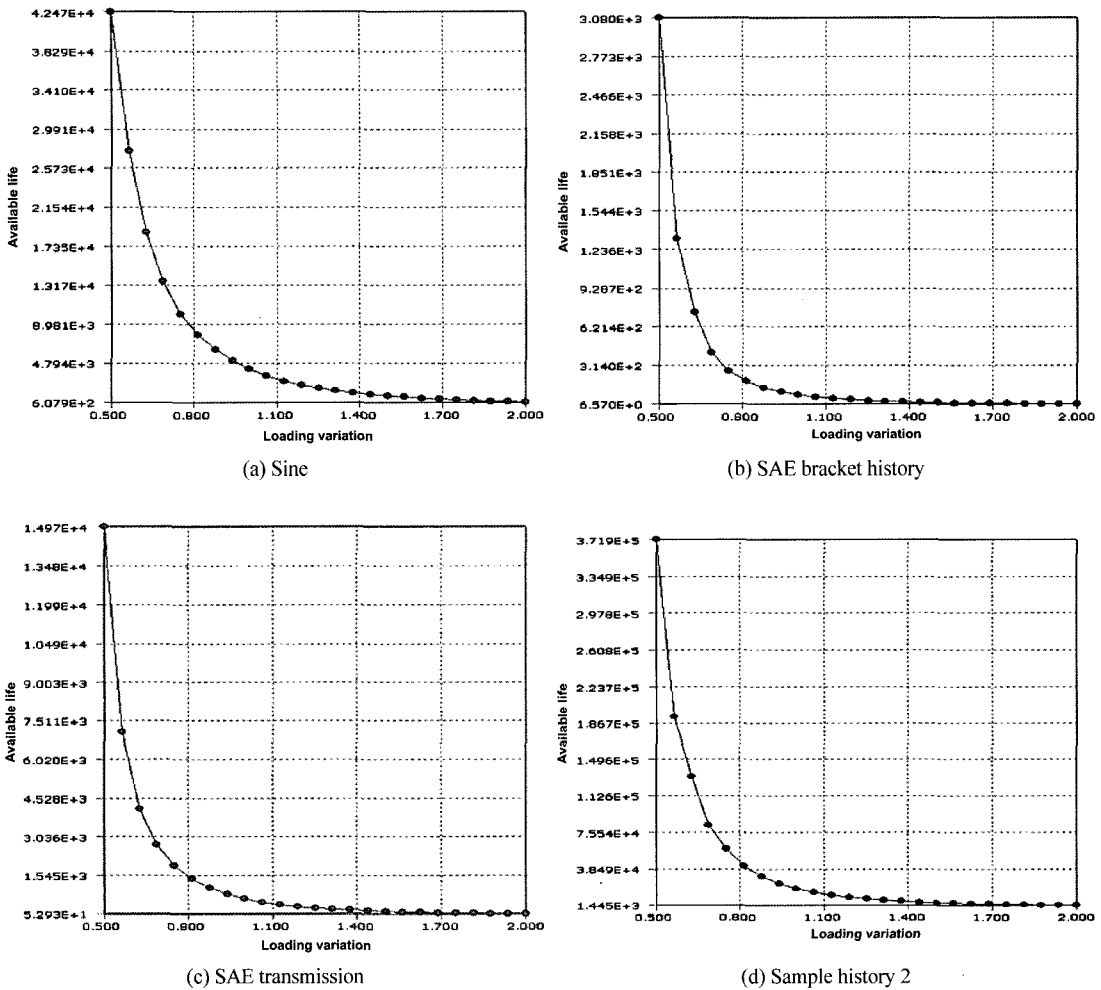 4.247E+4
3.829E+4
3.410E+4
2.991E+4
2.573E+4
2.154E+4
1.735E+4
1.317E+4
8.981E+3
4.794E+3
6.079E+2
Available life
0.500 0.800 1.100 1.400 1.700 2.000
Loading variation
(a) Sine
3.080E+3
2.773E+3
2.466E+3
2.158E+3
1.851E+3
1.544E+3
1.236E+3
9.287E+2
6.214E+2
3.140E+2
6.570E+0
Available life
0.500 0.800 1.100 1.400 1.700 2.000
Loading variation
(b) SAE bracket history
1.497E+4
1.348E+4
1.199E+4
1.049E+4
9.003E+3
7.511E+3
6.020E+3
4.528E+3
3.036E+3
1.545E+3
5.293E+1
Available life
0.500 0.800 1.100 1.400 1.700 2.000
Loading variation
(c) SAE transmission
3.719E+5
3.349E+5
2.978E+5
2.608E+5
2.237E+5
1.867E+5
1.496E+5
1.126E+5
7.554E+4
3.849E+4
1.445E+3
Available life
0.500 0.800 1.100 1.400 1.700 2.000
Loading variation
(d) Sample history 2